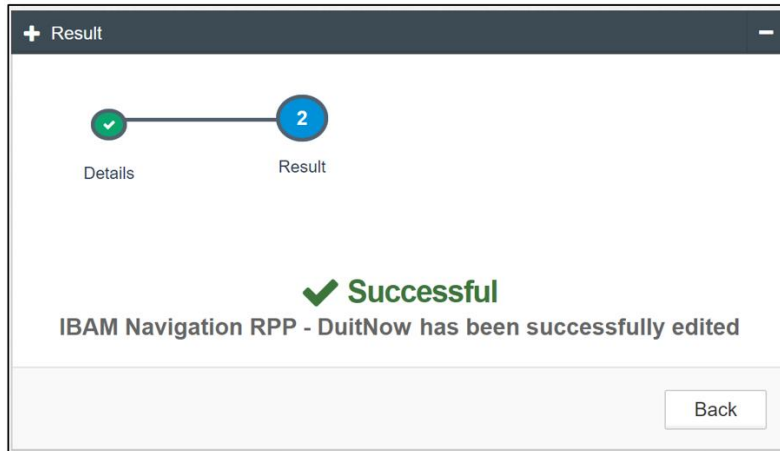 Result
2
Details
Result
Successful
IBAM Navigation RPP - DuitNow has been successfully edited
Back